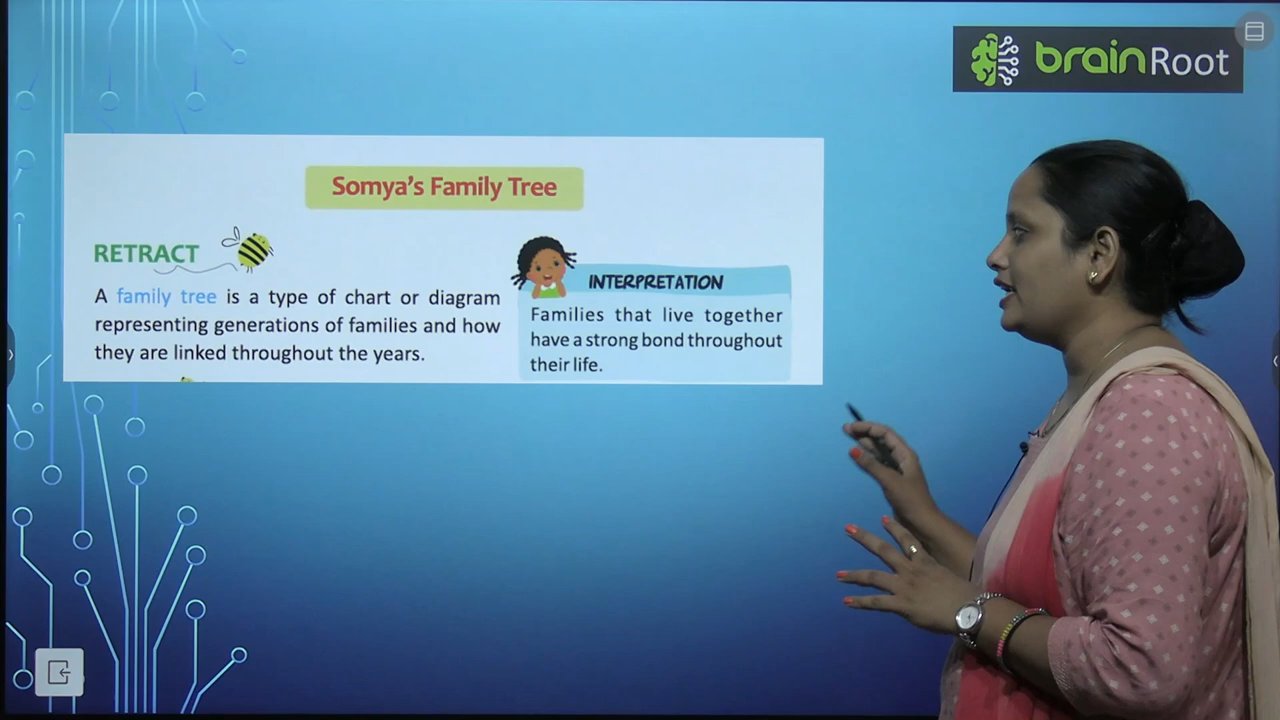 brainRoot
Somya's Family Tree
RETRACT
A family tree is a type of chart or diagram
representing generations of families and how
they are linked throughout the years.
INTERPRETATION
Families that live together
have a strong bond throughout
their life.